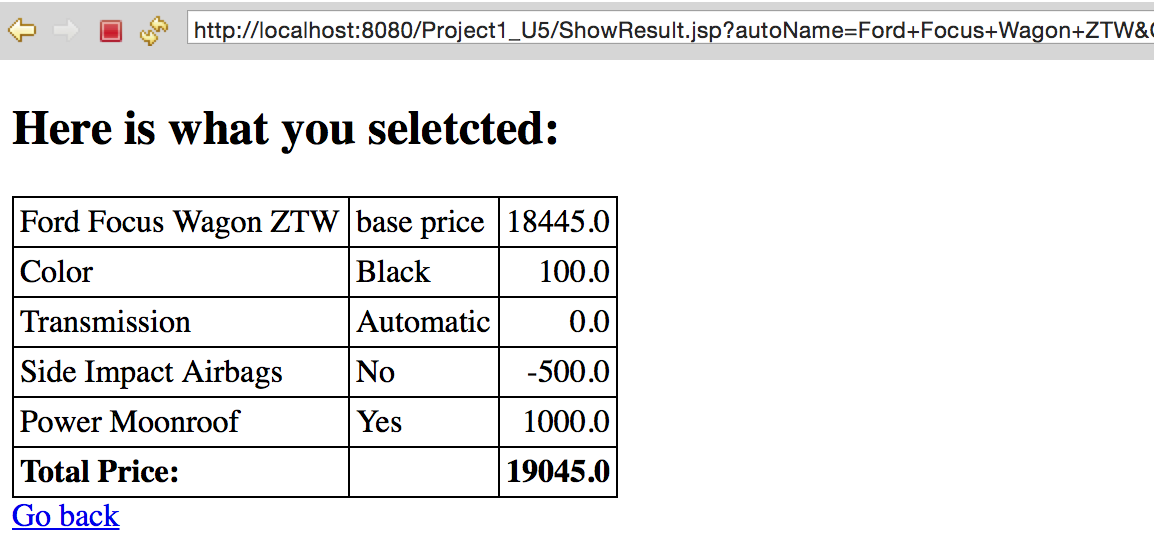 http://localhost:8080/Project1_U5/ShowResult.jsp?autoName=Ford+Focus+Wagon+ZTW&
Here is what you seletcted:
Ford Focus Wagon ZTW base price 18445.0
Color Black 100.0
Transmission Automatic 0.0
Side Impact Airbags No -500.0
Power Moonroof Yes 1000.0
Total Price: 19045.0
Go back